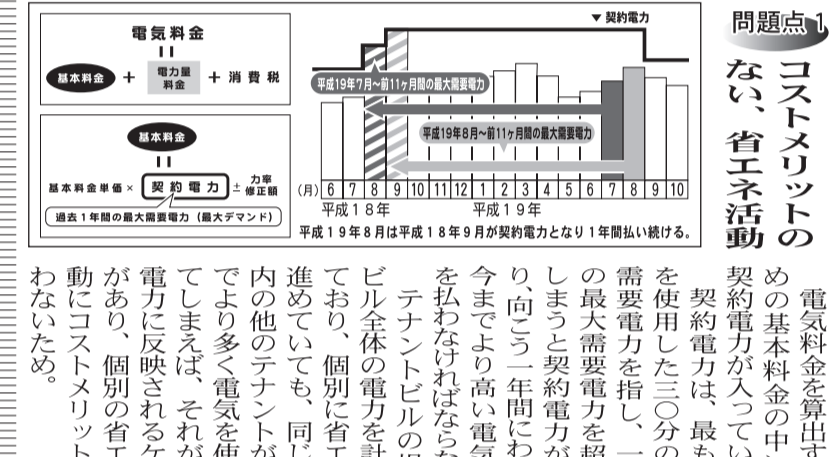 問題点1
コストメリットの
ない、省エネ活動
電気料金
=
基本料金 + 電力量料金 + 消費税
基本料金
=
基本料金単価× 契約電力 ± 力率修正額
過去1年間の最大需要電力（最大デマンド）
▼契約電力
平成19年7月～前11ヶ月間の最大需要電力
平成19年8月～前11ヶ月間の最大需要電力
(月) 6 7 8 9 10 11 12 1 2 3 4 5 6 7 8 9 10
平成18年 平成19年
平成19年8月は平成18年9月が契約電力となり1年間払い続ける。
電気料金を算出す
めの基本料金の中
契約電力が入ってい
契約電力は、最も
を使用した三〇分の
需要電力を指し、一
の最大需要電力を超
しまうと契約電力が
り、向こう一年間にわ
今までより高い電気
を払わなければならな
テナントビルの
ビル全体の電力を計
ており、個別に省エ
進めていても、同じ
内の他のテナントが
でより多く電気を使
てしまえば、それが
電力に反映されるケ
があり、個別の省エ
動にコストメリット
わないため。